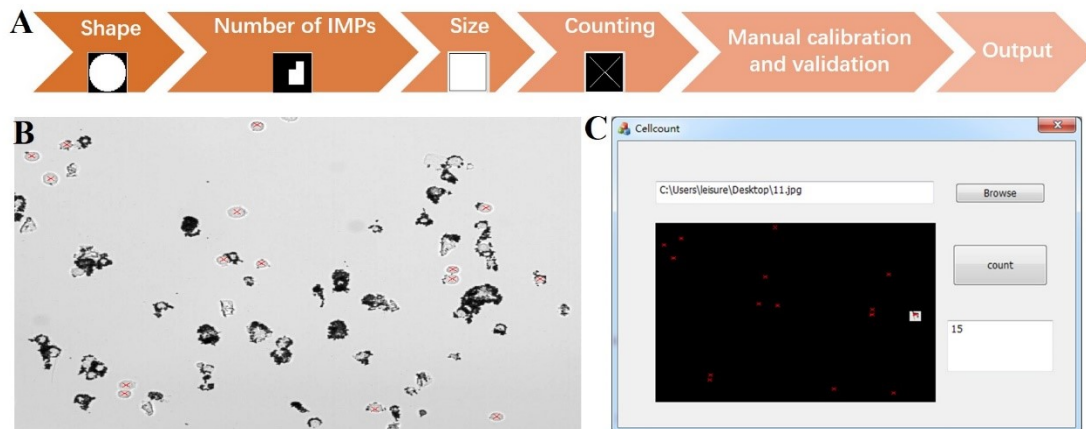 A
Shape
Number of IMPs
Size
Counting
Manual calibration
and validation
Output
B
C
Cellcount
C:\Users\leisure\Desktop\11.jpg
Browse
count
15